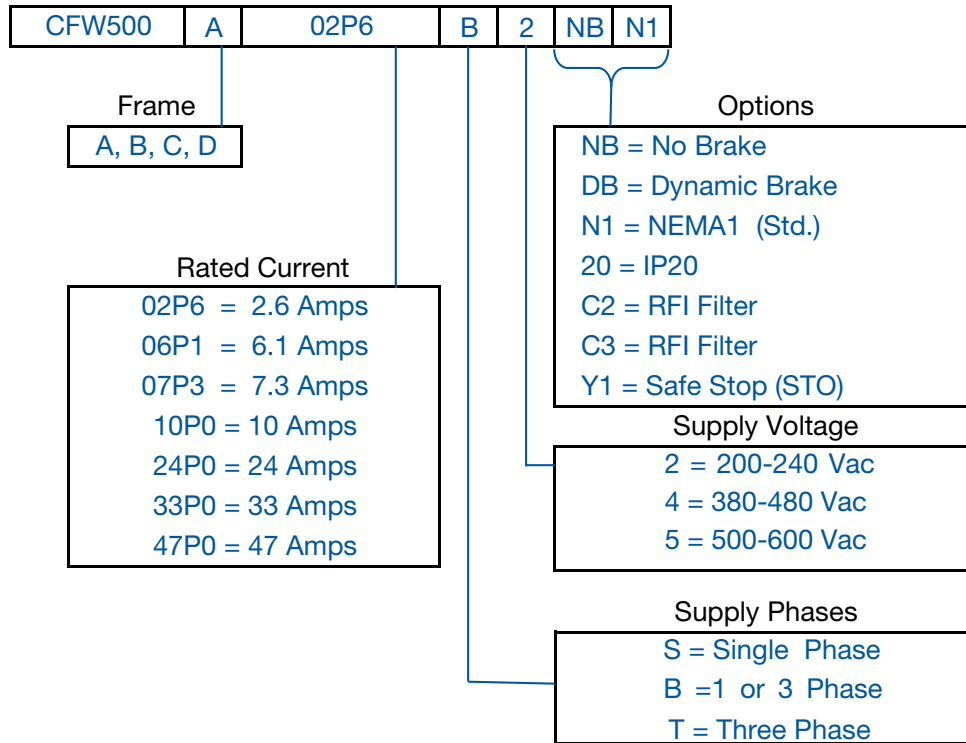 CFW500 A 02P6 B 2 NB N1
Frame
A, B, C, D
Rated Current
02P6 = 2.6 Amps
06P1 = 6.1 Amps
07P3 = 7.3 Amps
10P0 = 10 Amps
24P0 = 24 Amps
33P0 = 33 Amps
47P0 = 47 Amps
Options
NB = No Brake
DB = Dynamic Brake
N1 = NEMA1 (Std.)
20 = IP20
C2 = RFI Filter
C3 = RFI Filter
Y1 = Safe Stop (STO)
Supply Voltage
2 = 200-240 Vac
4 = 380-480 Vac
5 = 500-600 Vac
Supply Phases
S = Single Phase
B =1 or 3 Phase
T = Three Phase